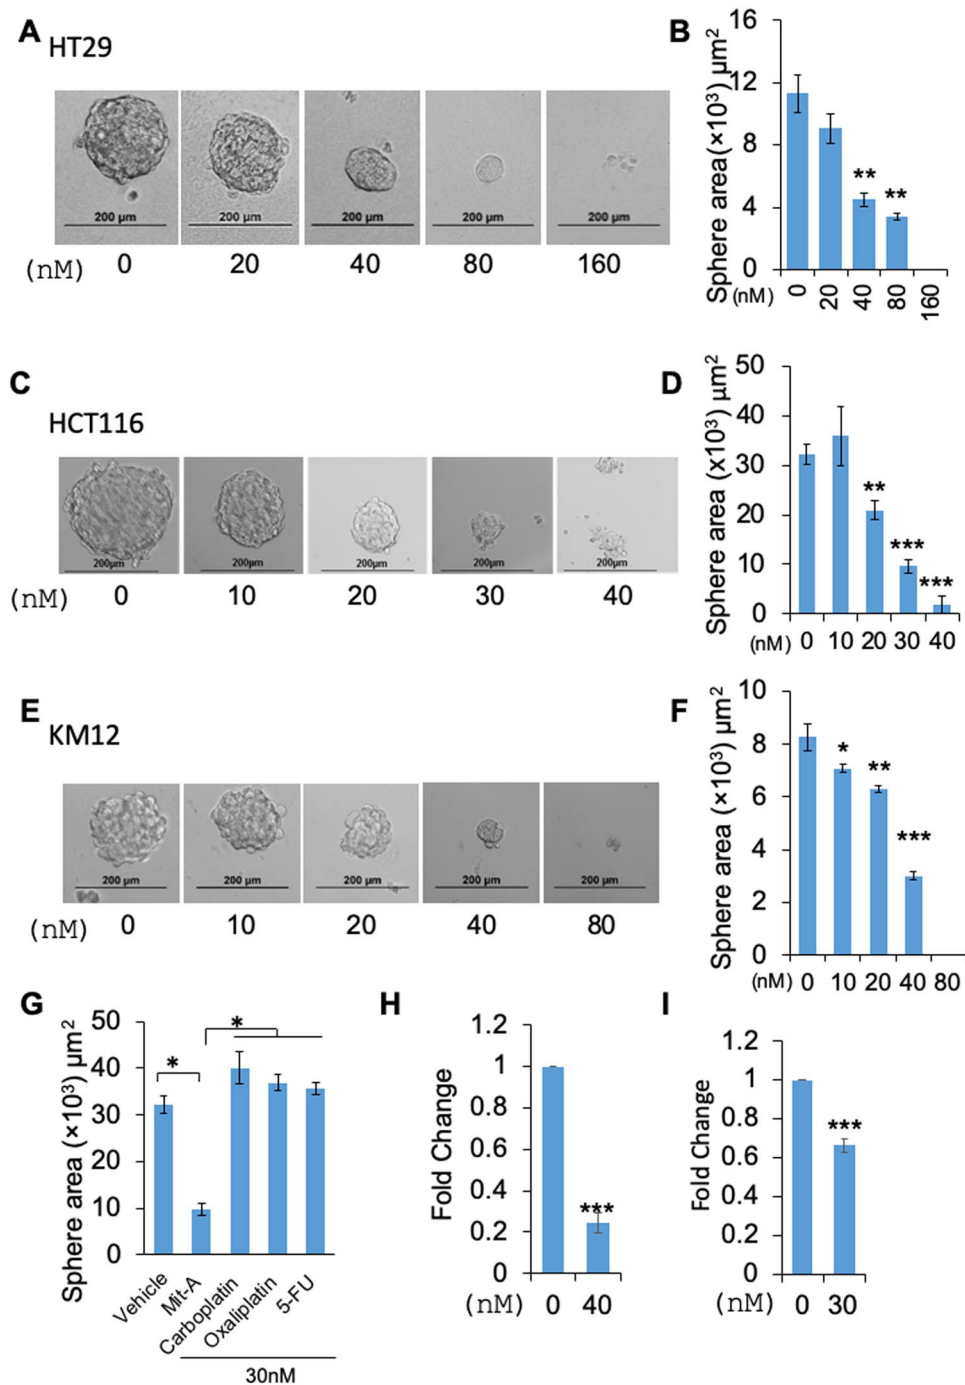 A
HT29
200 µm
200 µm
200 µm
200 µm
200 µm
(nM) 0 20 40 80 160
B
Sphere area(×10³) µm²
16
12
8
4
0
**
**
(nM) 0 20 40 80 160
C
HCT116
200µm
200µm
200µm
200µm
200µm
(nM) 0 10 20 30 40
D
Sphere area (x10³) µm²
50
40
30
20
10
0
**
***
***
(nM) 0 10 20 30 40
E
KM12
200 µm
200 µm
200 µm
200 µm
200 µm
(nM) 0 10 20 40 80
F
Sphere area (×10³) µm²
10
8
6
4
2
0
*
**
***
(nM) 0 10 20 40 80
G
Sphere area (×10³) µm²
50
40
30
20
10
0
*
*
Vehicle
Mit-A
Carboplatin
Oxaliplatin
5-FU
30nM
H
Fold Change
1.2
1
0.8
0.6
0.4
0.2
0
***
(nM) 0 40
I
Fold Change
1.2
1
0.8
0.6
0.4
0.2
0
***
(nM) 0 30